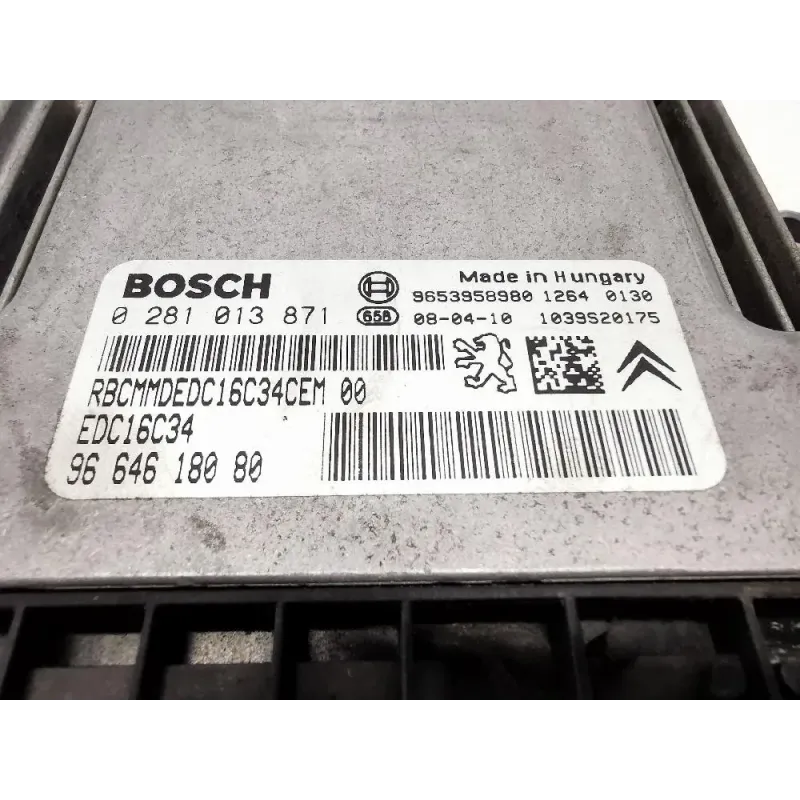 BOSCH
Made in Hungary
9653958980 1264 0130
0 281 013 871
658
08-04-10 1039S20175
RBCMMDEDC16C34CEM 00
EDC16C34
96 646 180 80